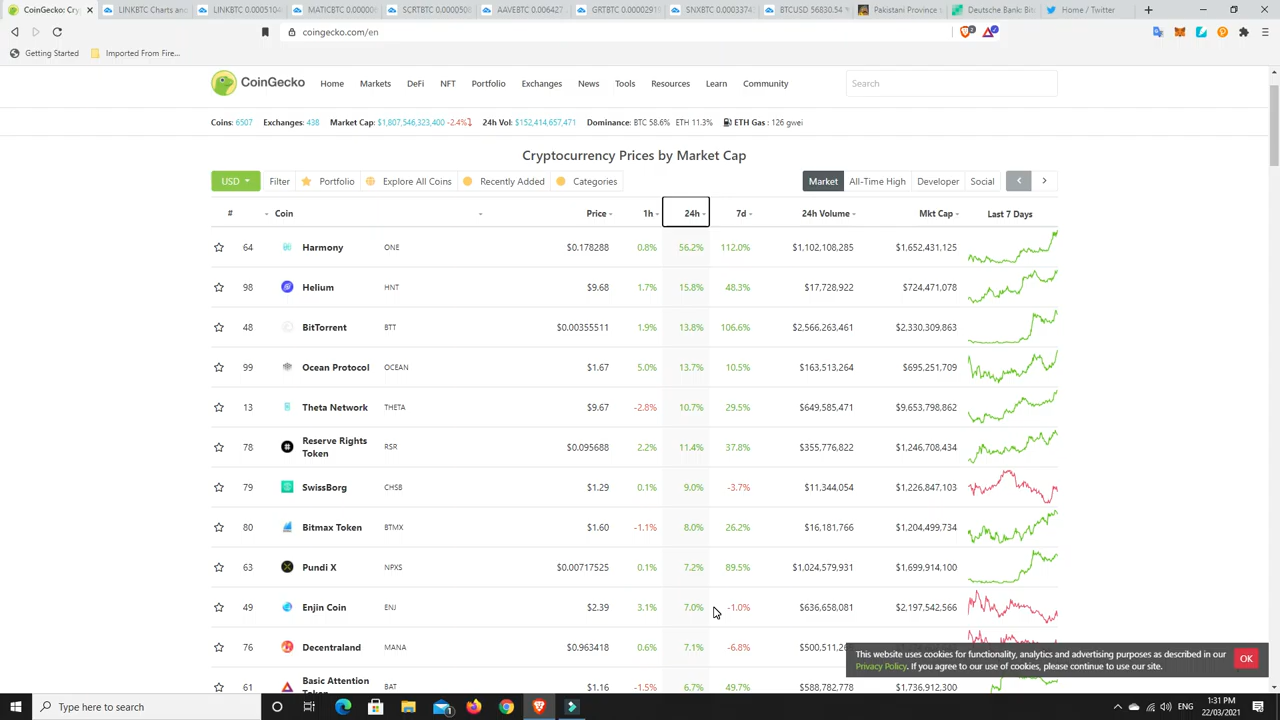 CoinGecko: Cry
LINKBTC Charts and
LINKBTC 0.0005104
MATICBTC 0.00000
SCRTBTC 0.0000500
AAVEBTC 0.006427
GRTBTC 0.0000291
SNXBTC 0.0003374
BTCUSD 56830.54
Pakistani Province
Deutsche Bank: Bit
Home / Twitter
coingecko.com/en
Getting Started
Imported From Fire...
CoinGecko
Home
Markets
DeFi
NFT
Portfolio
Exchanges
News
Tools
Resources
Learn
Community
Search
Coins: 6507
Exchanges: 438
Market Cap: $1,807,546,323,400 -2.4%
24h Vol: $152,414,657,471
Dominance: BTC 58.6% ETH 11.3%
ETH Gas : 126 gwei
Cryptocurrency Prices by Market Cap
USD
Filter
Portfolio
Explore All Coins
Recently Added
Categories
Market
All-Time High
Developer
Social
# Coin Price 1h 24h 7d 24h Volume Mkt Cap Last 7 Days
64 Harmony ONE $0.178288 0.8% 56.2% 112.0% $1,102,108,285 $1,652,431,125
98 Helium HNT $9.68 1.7% 15.8% 48.3% $17,728,922 $724,471,078
48 BitTorrent BTT $0.00355511 1.9% 13.8% 106.6% $2,566,263,461 $2,330,309,863
99 Ocean Protocol OCEAN $1.67 5.0% 13.7% 10.5% $163,513,264 $695,251,709
13 Theta Network THETA $9.67 -2.8% 10.7% 29.5% $649,585,471 $9,653,798,862
78 Reserve Rights Token RSR $0.095688 2.2% 11.4% 37.8% $355,776,822 $1,246,708,434
79 SwissBorg CHSB $1.29 0.1% 9.0% -3.7% $11,344,054 $1,226,847,103
80 Bitmax Token BTMX $1.60 -1.1% 8.0% 26.2% $16,181,766 $1,204,499,734
63 Pundi X NPXS $0.00717525 0.1% 7.2% 89.5% $1,024,579,931 $1,699,914,100
49 Enjin Coin ENJ $2.39 3.1% 7.0% -1.0% $636,658,081 $2,197,542,566
76 Decentraland MANA $0.963418 0.6% 7.1% -6.8% $500,511,26
61 Basic Attention Token BAT $1.16 -1.5% 6.7% 49.7% $588,782,778 $1,736,912,300
This website uses cookies for functionality, analytics and advertising purposes as described in our
Privacy Policy. If you agree to our use of cookies, please continue to use our site.
OK
Type here to search
ENG
1:31 PM
22/03/2021